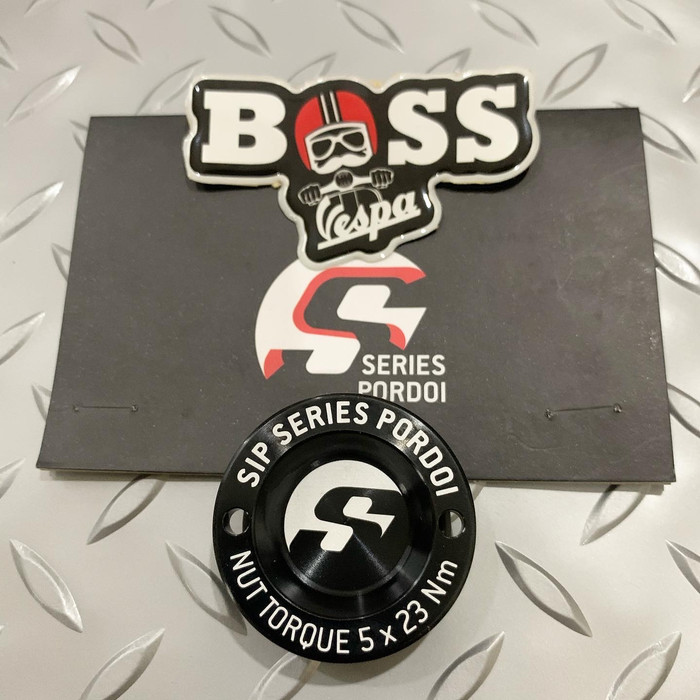 BOSS
Vespa
SERIES
PORDOI
SIP SERIES PORDOI
NUT TORQUE 5 x 23 Nm